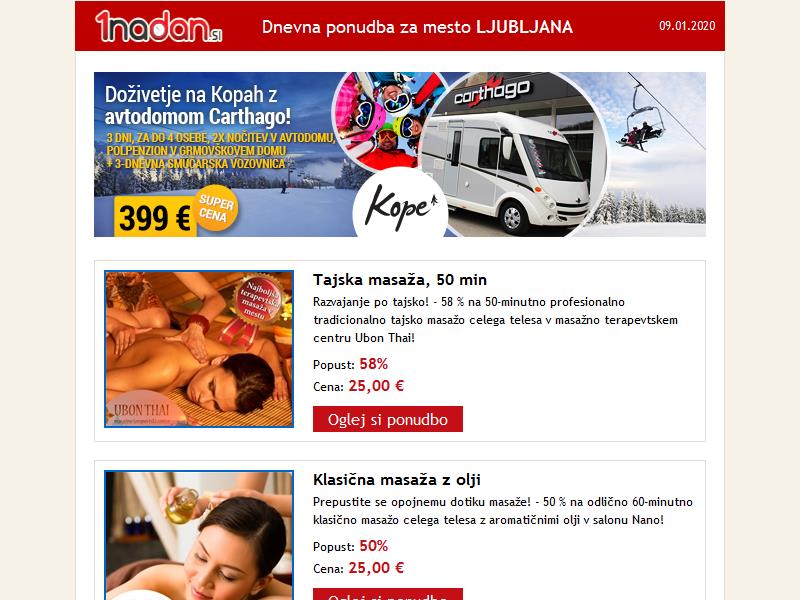 1nadan.si
Dnevna ponudba za mesto LJUBLJANA
09.01.2020
Doživetje na Kopah z
avtodomom Carthago!
3 DNI, ZA DO 4 OSEBE, 2X NOČITEV V AVTODOMU,
POLPENZION V GRMOVŠKOVEM DOMU
+ 3-DNEVNA SMUČARSKA VOZOVNICA
399 €
SUPER
CENA
Kope
carthago
Najboljša
terapevtska
masaža v
mestu
UBON THAI
Tajska masaža, 50 min
Razvajanje po tajsko! - 58 % na 50-minutno profesionalno
tradicionalno tajsko masažo celega telesa v masažno terapevtskem
centru Ubon Thai!
Popust: 58%
Cena: 25,00 €
Oglej si ponudbo
Klasična masaža z olji
Prepustite se opojnemu dotiku masaže! - 50 % na odlično 60-minutno
klasično masažo celega telesa z aromatičnimi olji v salonu Nano!
Popust: 50%
Cena: 25,00 €
Oglej si ponudbo